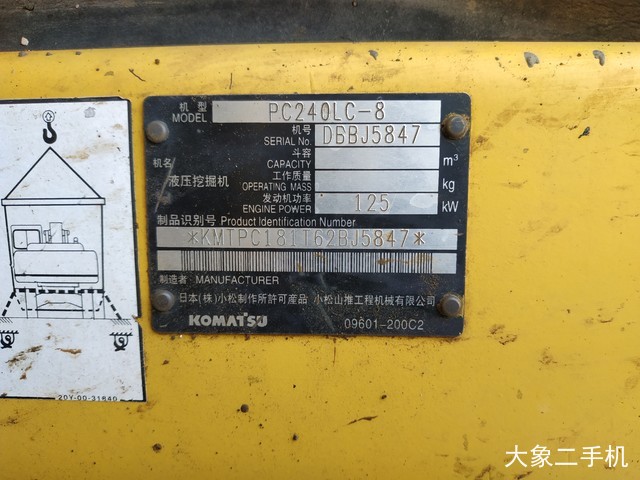 机型
MODEL PC240LC-8
机号
SERIAL No. DBBJ5847
机名
液压挖掘机
斗容
CAPACITY m³
工作质量
OPERATING MASS kg
发动机功率
ENGINE POWER 125 kW
制品识别号 Product Identification Number
*KMTPC181T62BJ5847*
制造者 MANUFACTURER
日本(株)小松制作所許可産品 小松山推工程机械有限公司
KOMATSU 09601-200C2
20Y-00-31640
大象二手机